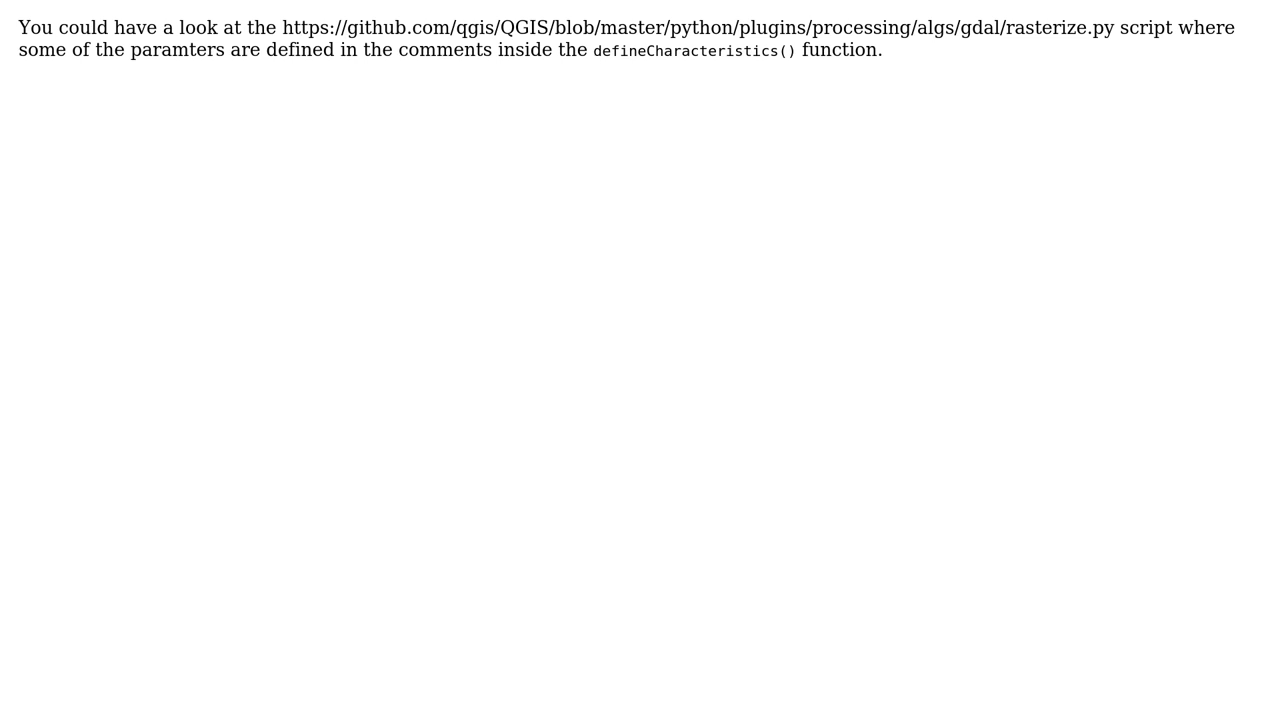 You could have a look at the https://github.com/qgis/QGIS/blob/master/python/plugins/processing/algs/gdal/rasterize.py script where
some of the paramters are defined in the comments inside the defineCharacteristics() function.